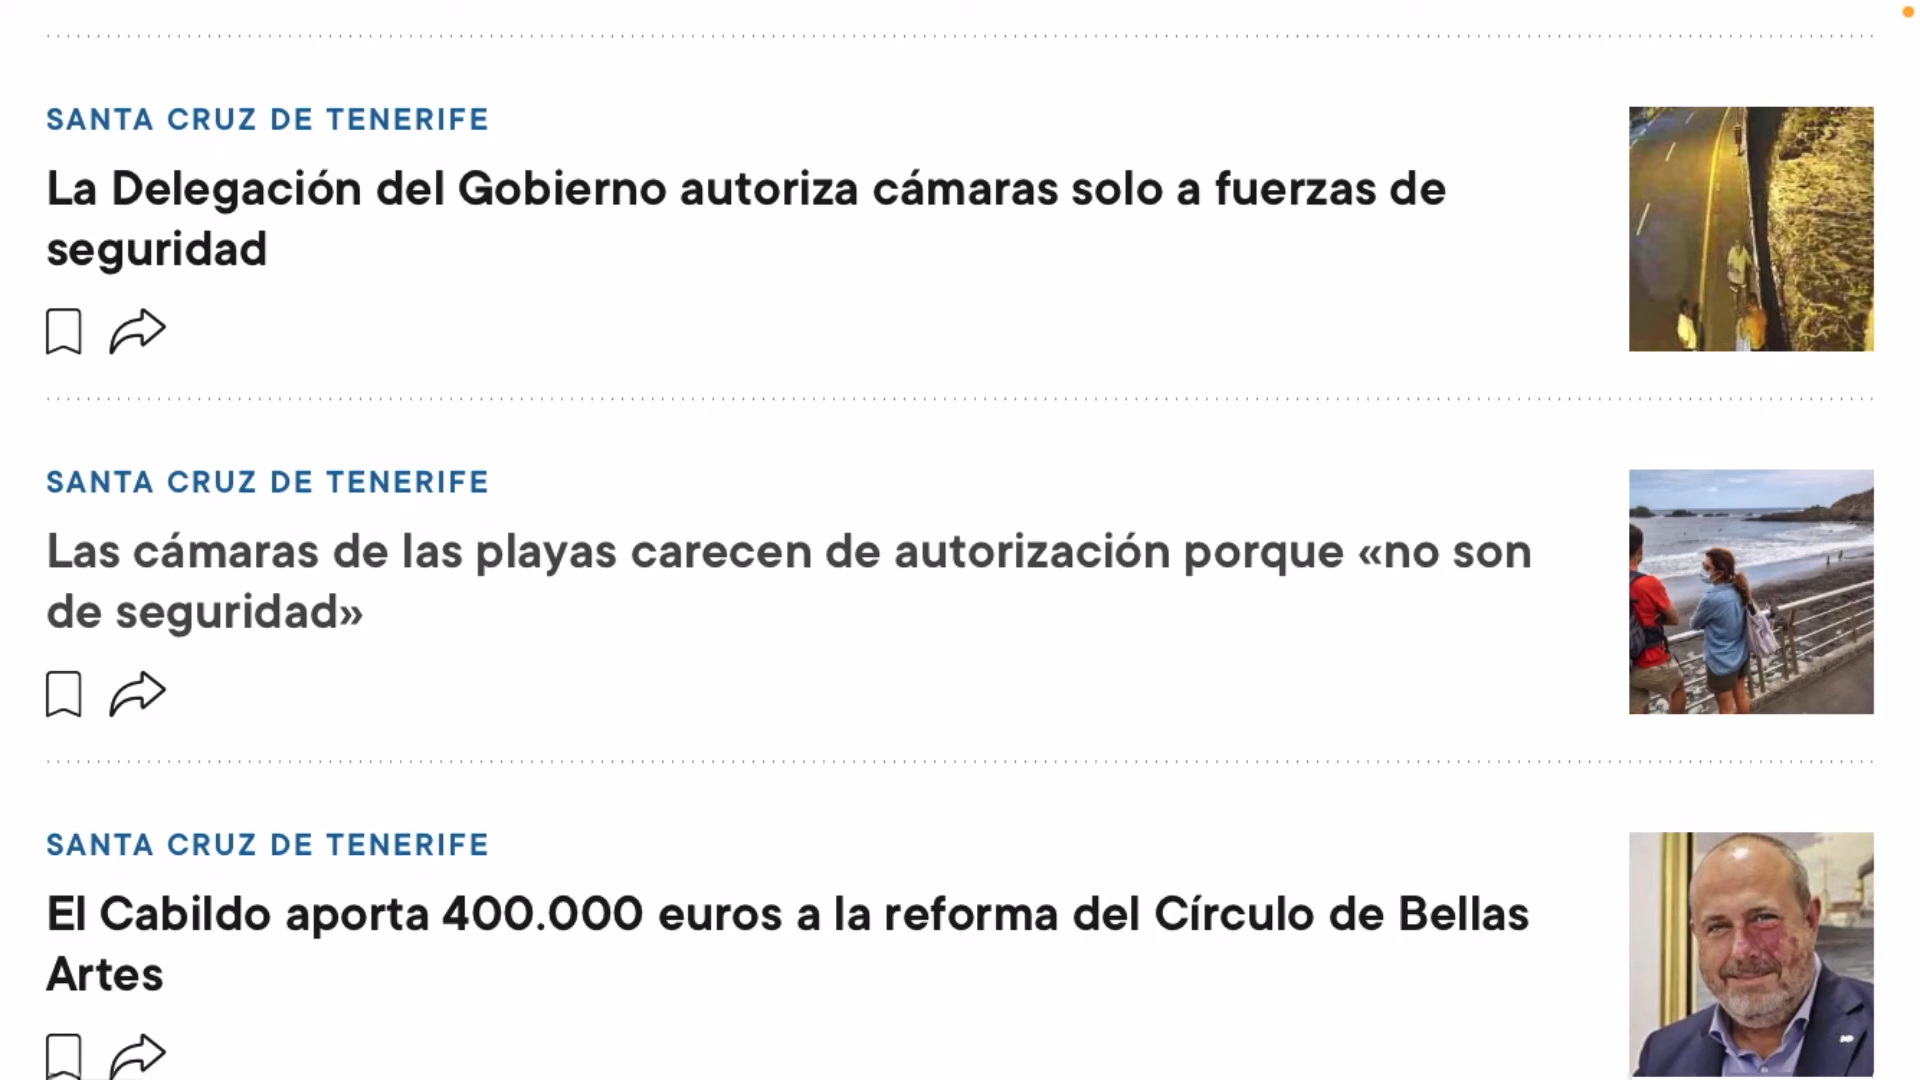 SANTA CRUZ DE TENERIFE
La Delegación del Gobierno autoriza cámaras solo a fuerzas de
seguridad
SANTA CRUZ DE TENERIFE
Las cámaras de las playas carecen de autorización porque «no son
de seguridad»
SANTA CRUZ DE TENERIFE
El Cabildo aporta 400.000 euros a la reforma del Círculo de Bellas
Artes